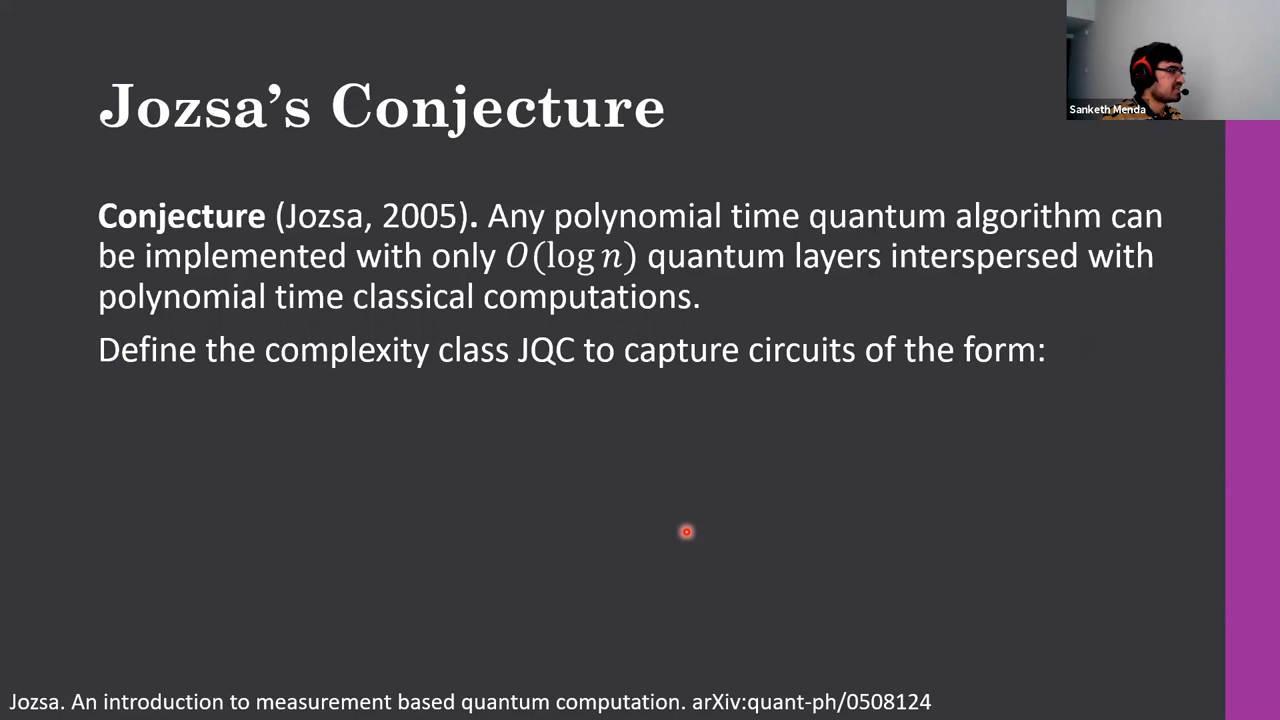 Sanketh Menda
Jozsa’s Conjecture
Conjecture (Jozsa, 2005). Any polynomial time quantum algorithm can
be implemented with only O(log n) quantum layers interspersed with
polynomial time classical computations.
Define the complexity class JQC to capture circuits of the form:
Jozsa. An introduction to measurement based quantum computation. arXiv:quant-ph/0508124